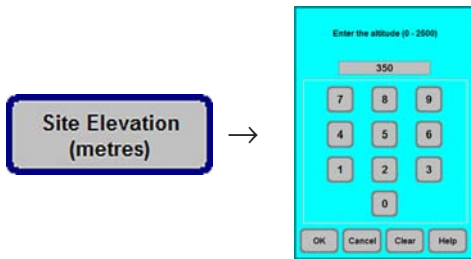 Site Elevation
(metres)
→
Enter the altitude (0 - 2500)
350
7 8 9
4 5 6
1 2 3
0
OK Cancel Clear Help